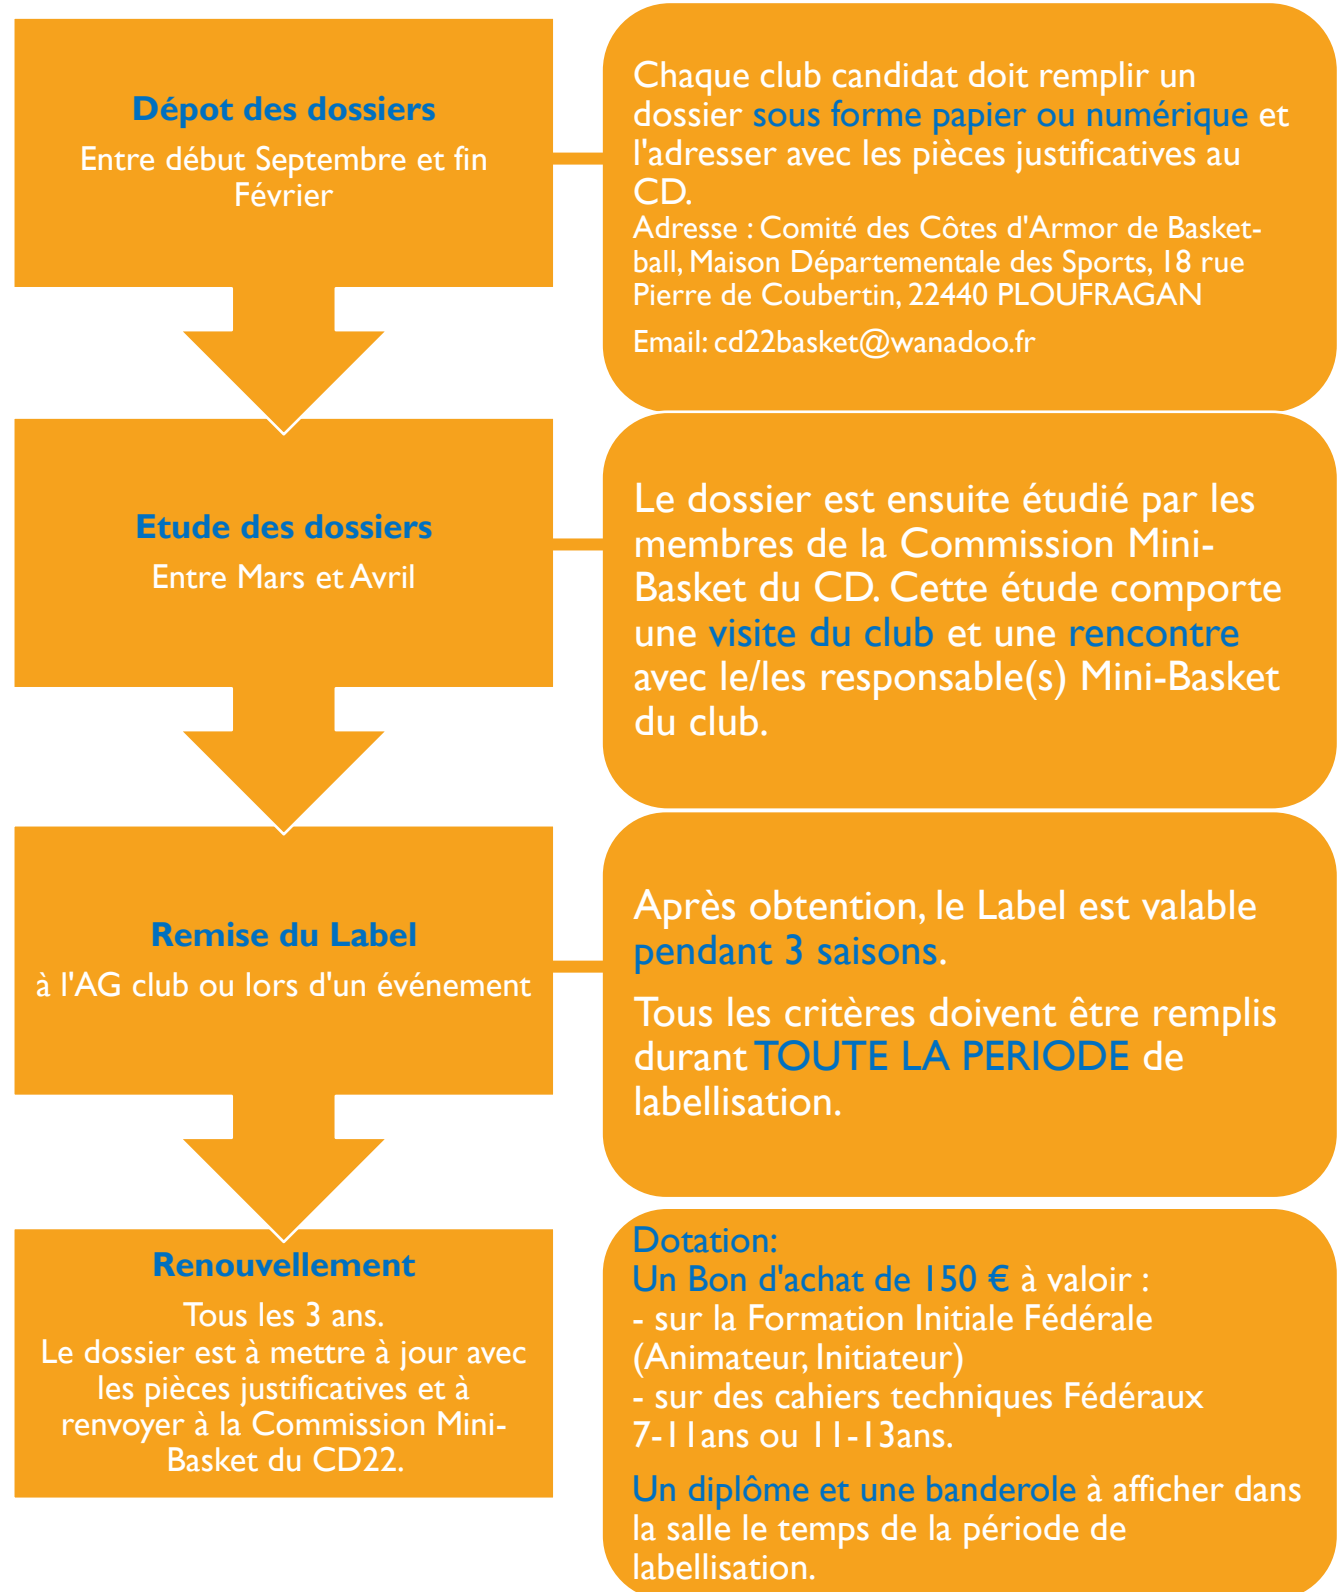 Dépot des dossiers
Entre début Septembre et fin
Février
Chaque club candidat doit remplir un
dossier sous forme papier ou numérique et
l'adresser avec les pièces justificatives au
CD.
Adresse : Comité des Côtes d'Armor de Basket-
ball, Maison Départementale des Sports, 18 rue
Pierre de Coubertin, 22440 PLOUFRAGAN
Email: cd22basket@wanadoo.fr
Etude des dossiers
Entre Mars et Avril
Le dossier est ensuite étudié par les
membres de la Commission Mini-
Basket du CD. Cette étude comporte
une visite du club et une rencontre
avec le/les responsable(s) Mini-Basket
du club.
Remise du Label
à l'AG club ou lors d'un événement
Après obtention, le Label est valable
pendant 3 saisons.
Tous les critères doivent être remplis
durant TOUTE LA PERIODE de
labellisation.
Renouvellement
Tous les 3 ans.
Le dossier est à mettre à jour avec
les pièces justificatives et à
renvoyer à la Commission Mini-
Basket du CD22.
Dotation:
Un Bon d'achat de 150 € à valoir :
- sur la Formation Initiale Fédérale
(Animateur, Initiateur)
- sur des cahiers techniques Fédéraux
7-11ans ou 11-13ans.
Un diplôme et une banderole à afficher dans
la salle le temps de la période de
labellisation.